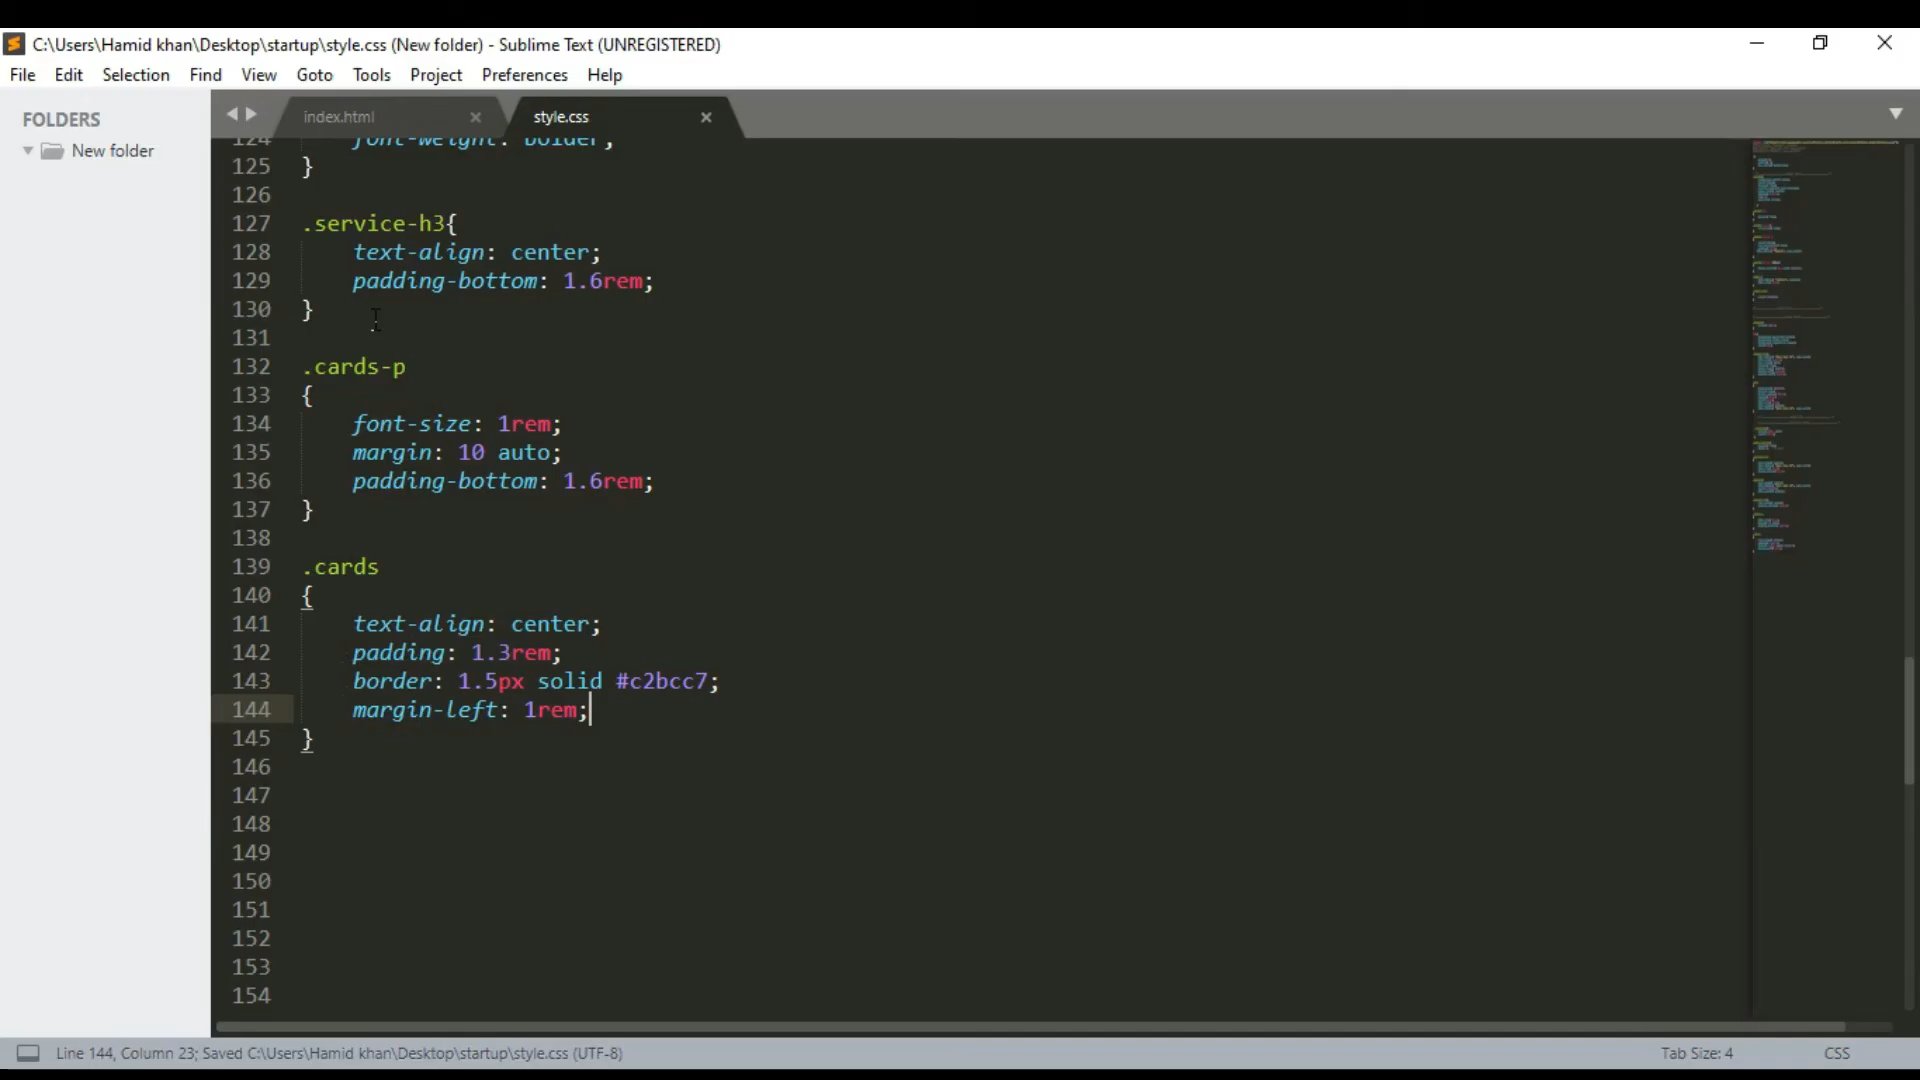 C:\Users\Hamid khan\Desktop\startup\style.css (New folder) - Sublime Text (UNREGISTERED)
File Edit Selection Find View Goto Tools Project Preferences Help
FOLDERS
New folder
index.html
style.css
124 font-weight: bolder;
125 }
126
127 .service-h3{
128 text-align: center;
129 padding-bottom: 1.6rem;
130 }
131
132 .cards-p
133 {
134 font-size: 1rem;
135 margin: 10 auto;
136 padding-bottom: 1.6rem;
137 }
138
139 .cards
140 {
141 text-align: center;
142 padding: 1.3rem;
143 border: 1.5px solid #c2bcc7;
144 margin-left: 1rem;
145 }
146
147
148
149
150
151
152
153
154
Line 144, Column 23; Saved C:\Users\Hamid khan\Desktop\startup\style.css (UTF-8)
Tab Size: 4
CSS